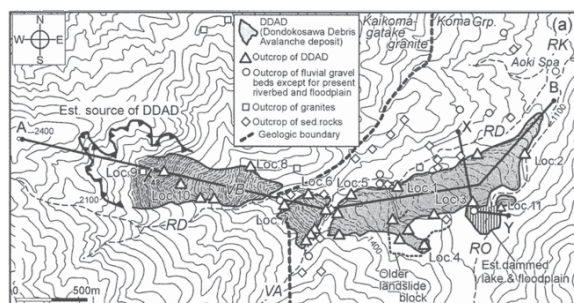 N
W E
S
DDAD
(Dondokosawa Debris
Avalanche deposit)
Outcrop of DDAD
Outcrop of fluvial gravel
beds except for present
riverbed and floodplain
Outcrop of granites
Outcrop of sed.rocks
Geologic boundary
Kaikoma-
gatake
granite
Koma Grp.
(a)
RK
Aoki Spa
B
1100
X
RD
Est. source of DDAD
A
2400
Loc.8
Loc.9
Loc.6
Loc.5
Loc.1
Loc.2
VB
Loc.10
Loc.7
Loc.3
Loc.11
2100
RD
Y
1400
Loc.4
RO
Older
landslide
block
Est.dammed
lake & floodplain
VA
0 500m